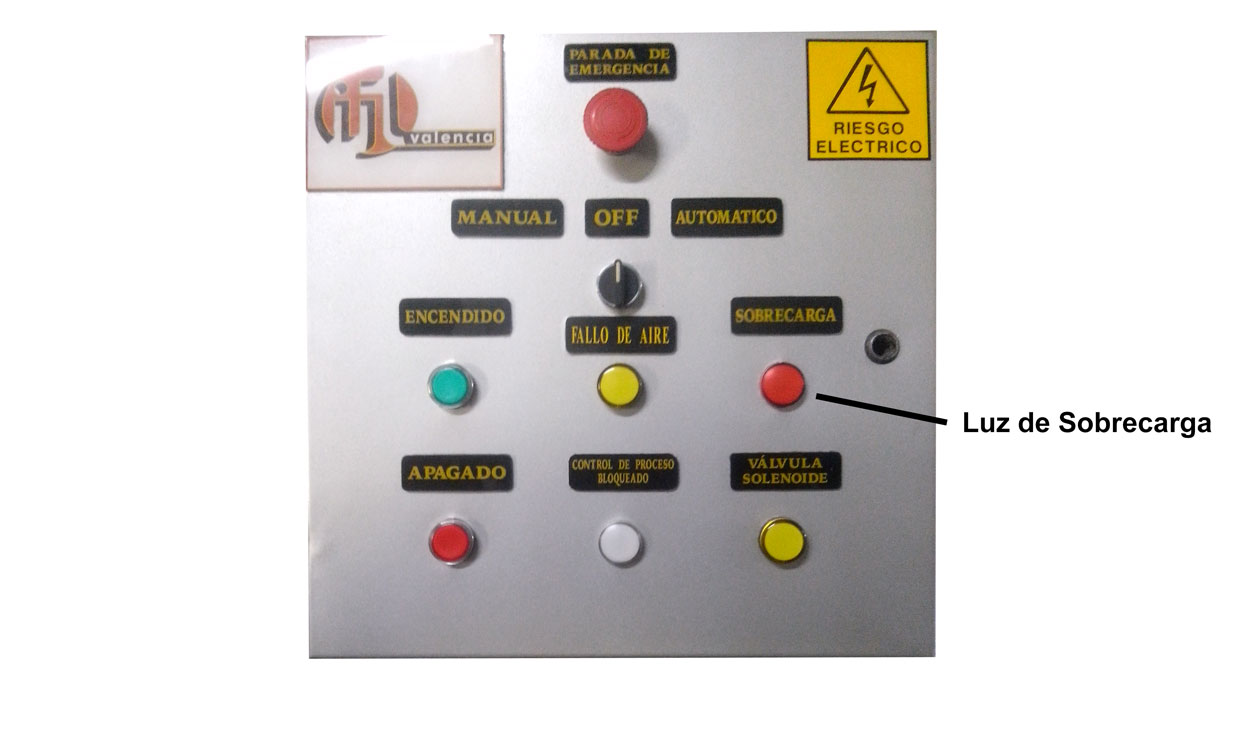 PARADA DE
EMERGENCIA
valencia
RIESGO
ELECTRICO
MANUAL
OFF
AUTOMATICO
ENCENDIDO
FALLO DE AIRE
SOBRECARGA
Luz de Sobrecarga
APAGADO
CONTROL DE PROCESO
BLOQUEADO
VÁLVULA
SOLENOIDE